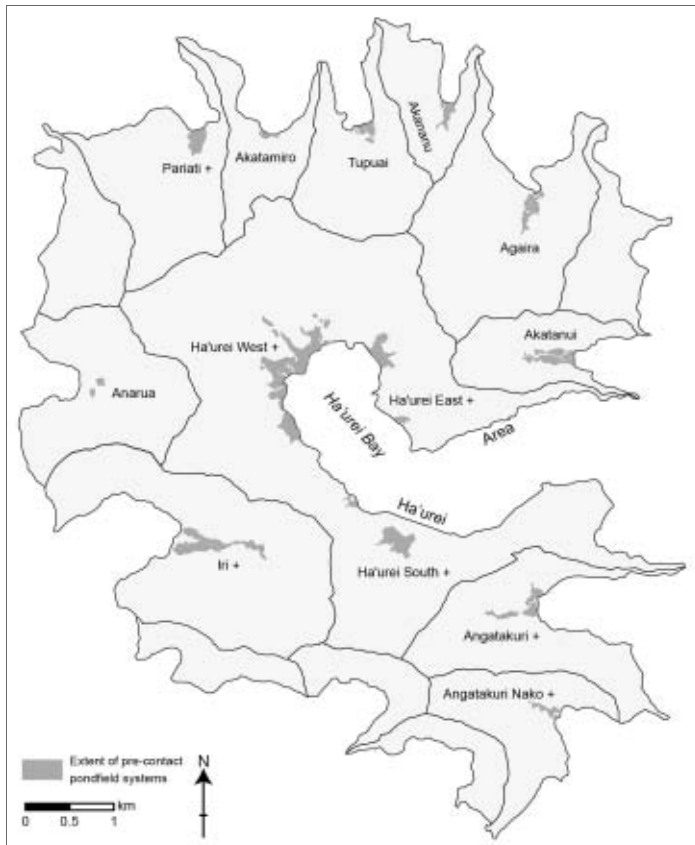 Akananu
Pariati +
Akatamiro
Tupuai
Agaira
Akatanui
Ha'urei West +
Anarua
Ha'urei East +
Ha'urei Bay
Area
Ha'urei
Iri +
Ha'urei South +
Angatakuri +
Angatakuri Nako +
Extent of pre-contact
pondfield systems
N
km
0 0.5 1